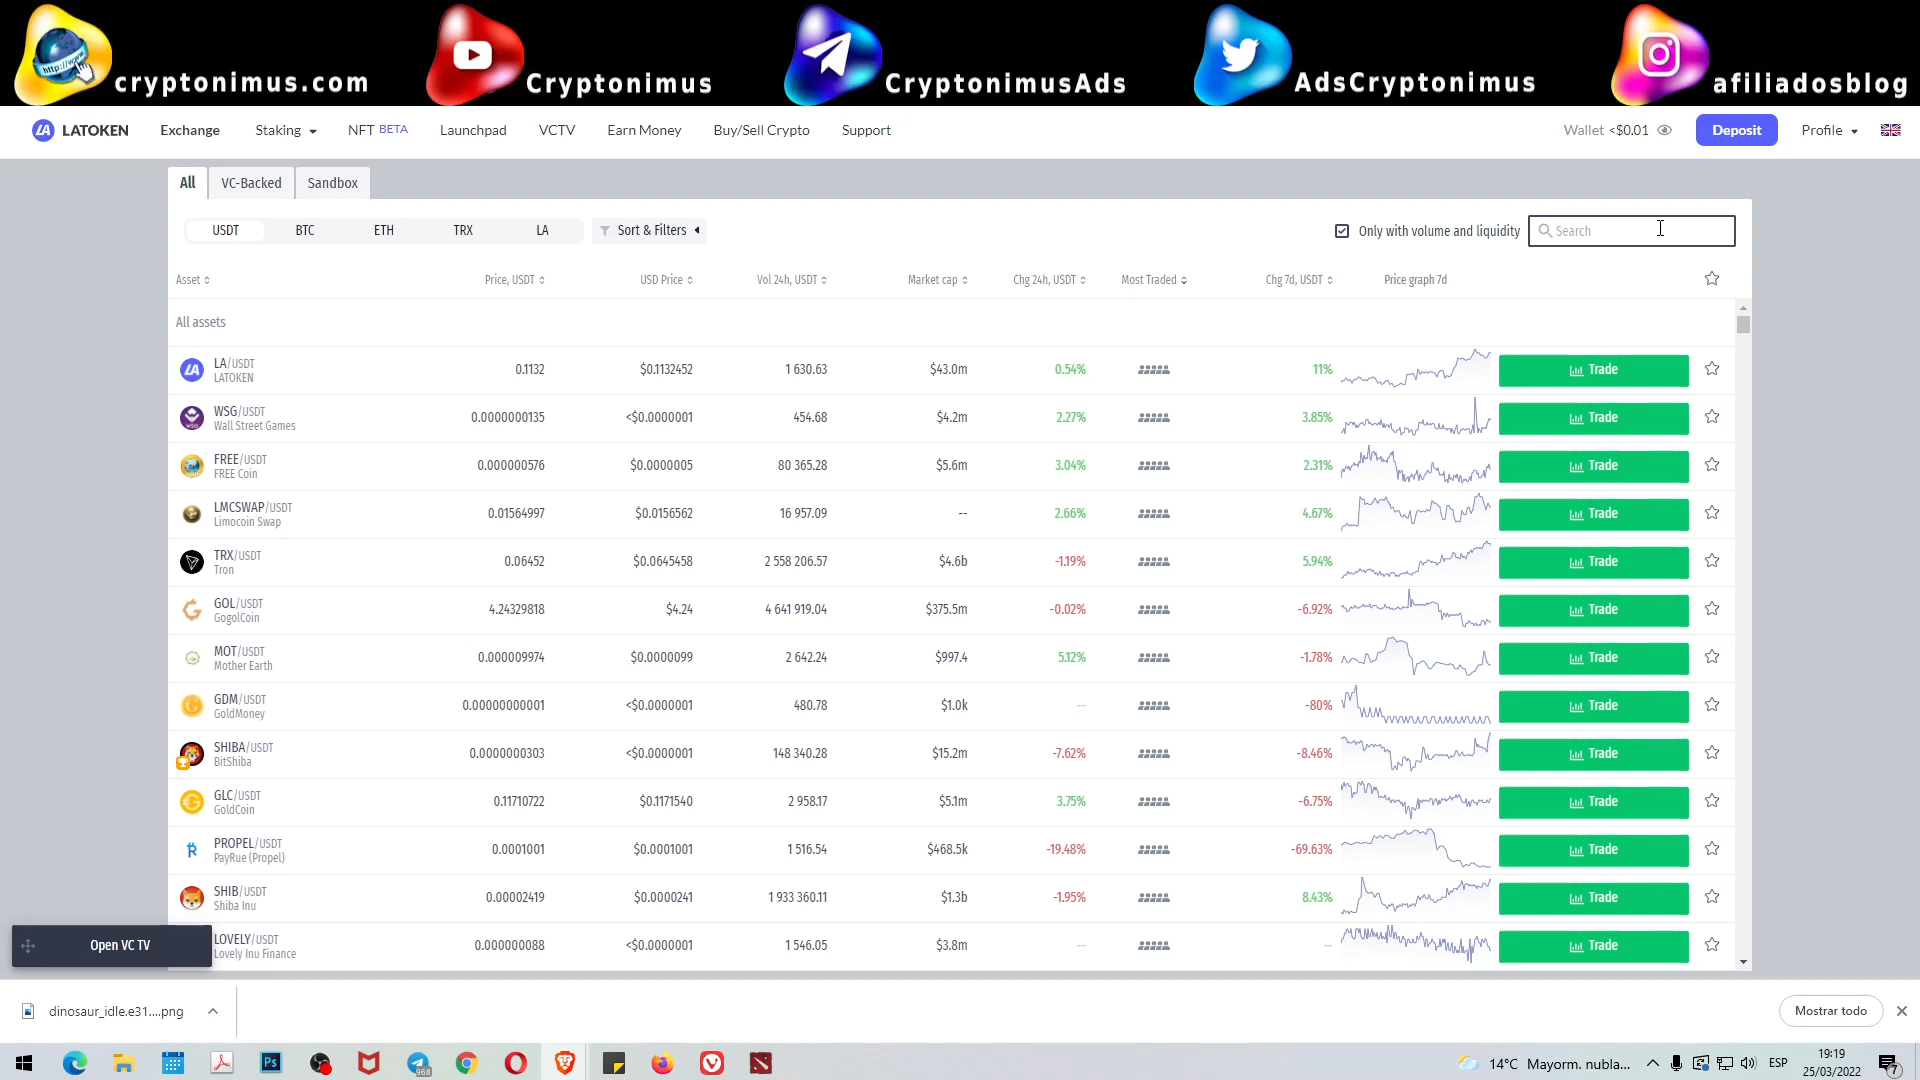 cryptonimus.com Cryptonimus CryptonimusAds AdsCryptonimus afiliadosblog
LA LATOKEN Exchange Staking NFT BETA Launchpad VCTV Earn Money Buy/Sell Crypto Support Wallet <$0.01 Deposit Profile
All VC-Backed Sandbox
USDT BTC ETH TRX LA Sort & Filters Only with volume and liquidity Search
Asset Price, USDT USD Price Vol 24h, USDT Market cap Chg 24h, USDT Most Traded Chg 7d, USDT Price graph 7d
All assets
LA/USDT 0.1132 $0.1132452 1 630.63 $43.0m 0.54% 11% Trade
LATOKEN
WSG/USDT 0.0000000135 <$0.0000001 454.68 $4.2m 2.27% 3.85% Trade
Wall Street Games
FREE/USDT 0.000000576 $0.0000005 80 365.28 $5.6m 3.04% 2.31% Trade
FREE Coin
LMCSWAP/USDT 0.01564997 $0.0156562 16 957.09 -- 2.66% 4.67% Trade
Limocoin Swap
TRX/USDT 0.06452 $0.0645458 2 558 206.57 $4.6b -1.19% 5.94% Trade
Tron
GOL/USDT 4.24329818 $4.24 4 641 919.04 $375.5m -0.02% -6.92% Trade
GogolCoin
MOT/USDT 0.000009974 $0.0000099 2 642.24 $997.4 5.12% -1.78% Trade
Mother Earth
GDM/USDT 0.00000000001 <$0.0000001 480.78 $1.0k -- -80% Trade
GoldMoney
SHIBA/USDT 0.0000000303 <$0.0000001 148 340.28 $15.2m -7.62% -8.46% Trade
BitShiba
GLC/USDT 0.11710722 $0.1171540 2 958.17 $5.1m 3.75% -6.75% Trade
GoldCoin
PROPEL/USDT 0.0001001 $0.0001001 1 516.54 $468.5k -19.48% -69.63% Trade
PayRue (Propel)
SHIB/USDT 0.00002419 $0.0000241 1 933 360.11 $1.3b -1.95% 8.43% Trade
Shiba Inu
Open VC TV LOVELY/USDT 0.000000088 <$0.0000001 1 546.05 $3.8m -- -- Trade
Lovely Inu Finance
dinosaur_idle.e31....png Mostrar todo
14°C Mayorm. nubla... ESP 19:19
25/03/2022